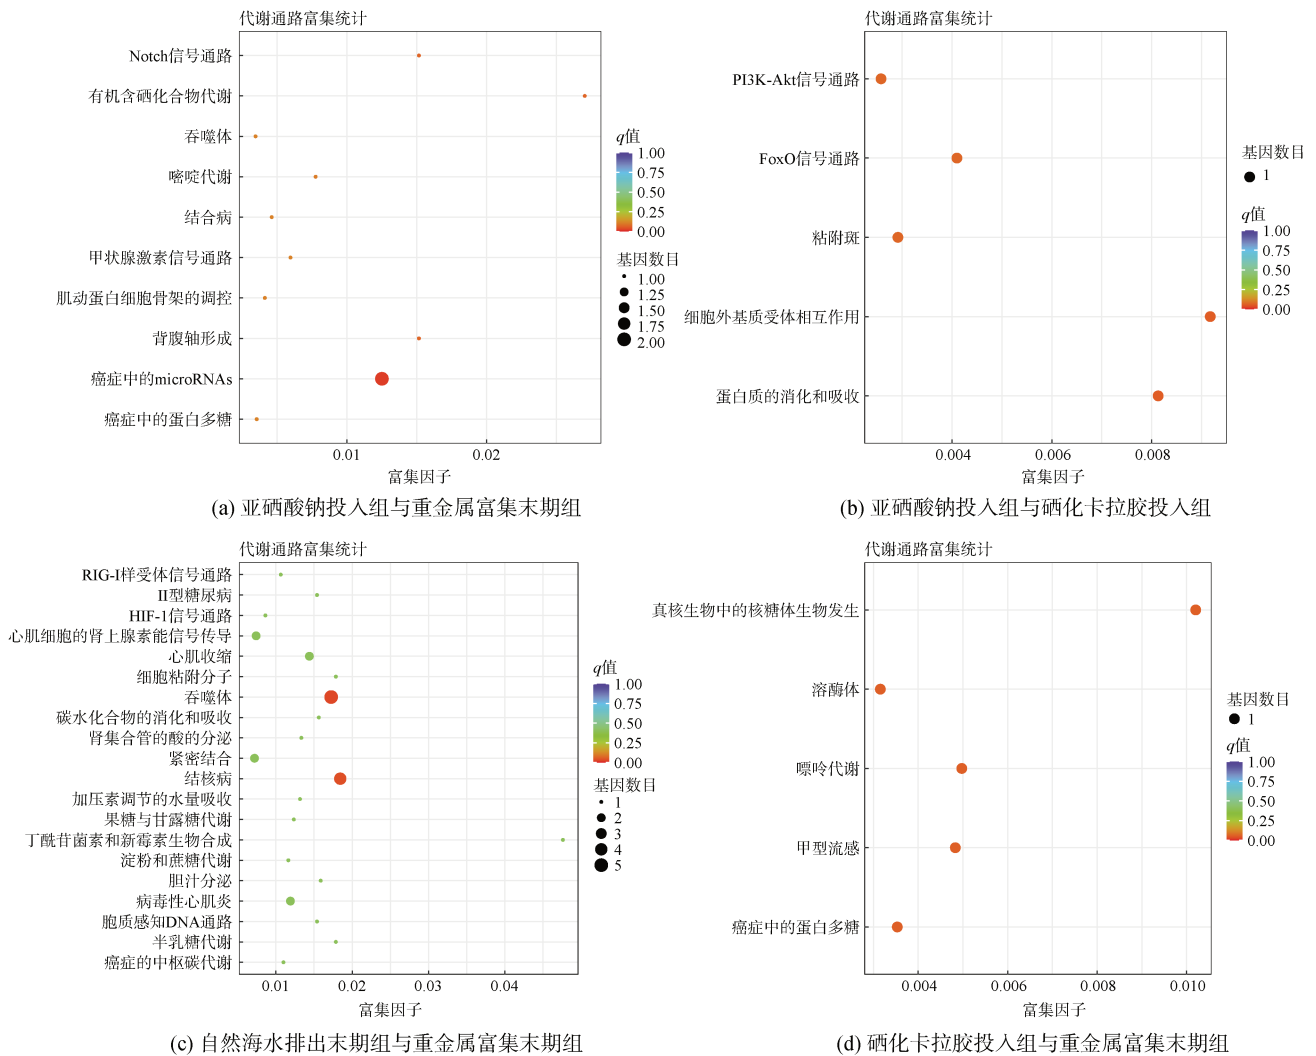 代谢通路富集统计
Notch信号通路
有机含硒化合物代谢
吞噬体
嘧啶代谢
结合病
甲状腺激素信号通路
肌动蛋白细胞骨架的调控
背腹轴形成
癌症中的microRNAs
癌症中的蛋白多糖
0.01 0.02
富集因子
q值
1.00
0.75
0.50
0.25
0.00
基因数目
1.00
1.25
1.50
1.75
2.00
(a) 亚硒酸钠投入组与重金属富集末期组
代谢通路富集统计
PI3K-Akt信号通路
FoxO信号通路
粘附斑
细胞外基质受体相互作用
蛋白质的消化和吸收
0.004 0.006 0.008
富集因子
基因数目
1
q值
1.00
0.75
0.50
0.25
0.00
(b) 亚硒酸钠投入组与硒化卡拉胶投入组
代谢通路富集统计
RIG-I样受体信号通路
II型糖尿病
HIF-1信号通路
心肌细胞的肾上腺素能信号传导
心肌收缩
细胞粘附分子
吞噬体
碳水化合物的消化和吸收
肾集合管的酸的分泌
紧密结合
结核病
加压素调节的水量吸收
果糖与甘露糖代谢
丁酰苷菌素和新霉素生物合成
淀粉和蔗糖代谢
胆汁分泌
病毒性心肌炎
胞质感知DNA通路
半乳糖代谢
癌症的中枢碳代谢
0.01 0.02 0.03 0.04
富集因子
q值
1.00
0.75
0.50
0.25
0.00
基因数目
1
2
3
4
5
(c) 自然海水排出末期组与重金属富集末期组
代谢通路富集统计
真核生物中的核糖体生物发生
溶酶体
嘌呤代谢
甲型流感
癌症中的蛋白多糖
0.004 0.006 0.008 0.010
富集因子
基因数目
1
q值
1.00
0.75
0.50
0.25
0.00
(d) 硒化卡拉胶投入组与重金属富集末期组